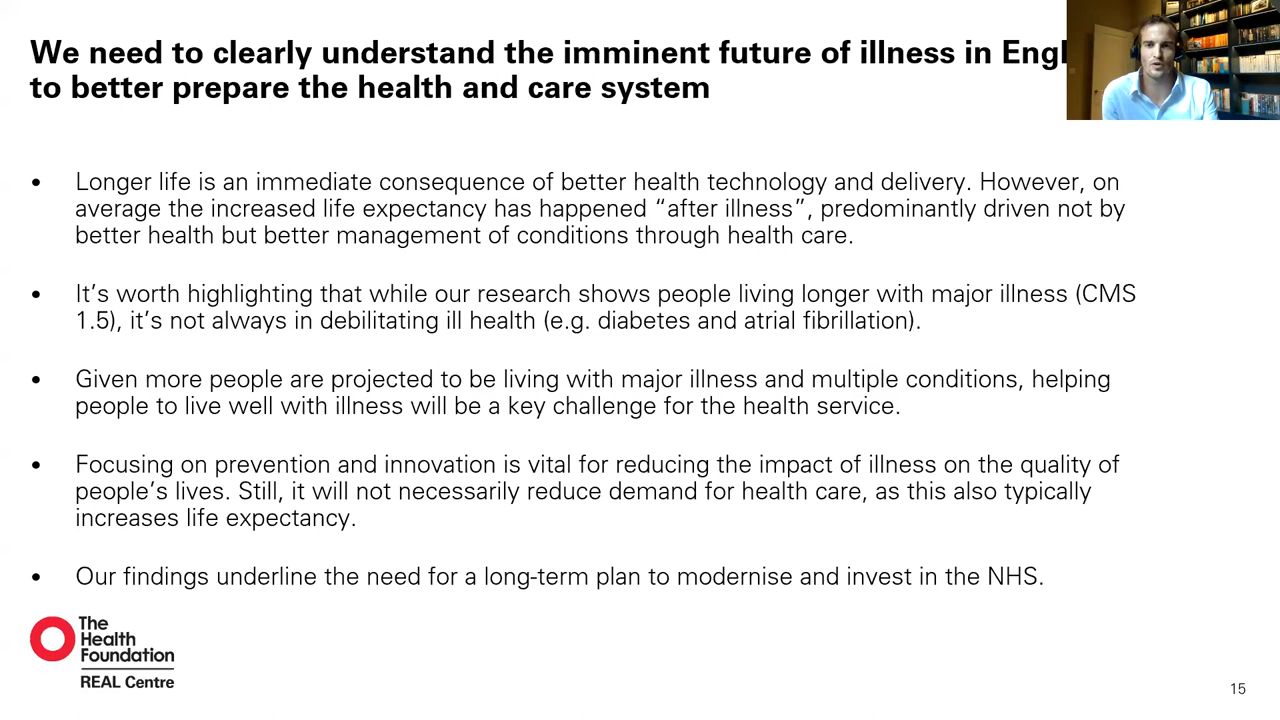 We need to clearly understand the imminent future of illness in Engl
to better prepare the health and care system
• Longer life is an immediate consequence of better health technology and delivery. However, on
average the increased life expectancy has happened “after illness”, predominantly driven not by
better health but better management of conditions through health care.
• It’s worth highlighting that while our research shows people living longer with major illness (CMS
1.5), it’s not always in debilitating ill health (e.g. diabetes and atrial fibrillation).
• Given more people are projected to be living with major illness and multiple conditions, helping
people to live well with illness will be a key challenge for the health service.
• Focusing on prevention and innovation is vital for reducing the impact of illness on the quality of
people’s lives. Still, it will not necessarily reduce demand for health care, as this also typically
increases life expectancy.
• Our findings underline the need for a long-term plan to modernise and invest in the NHS.
The
Health
Foundation
REAL Centre
15